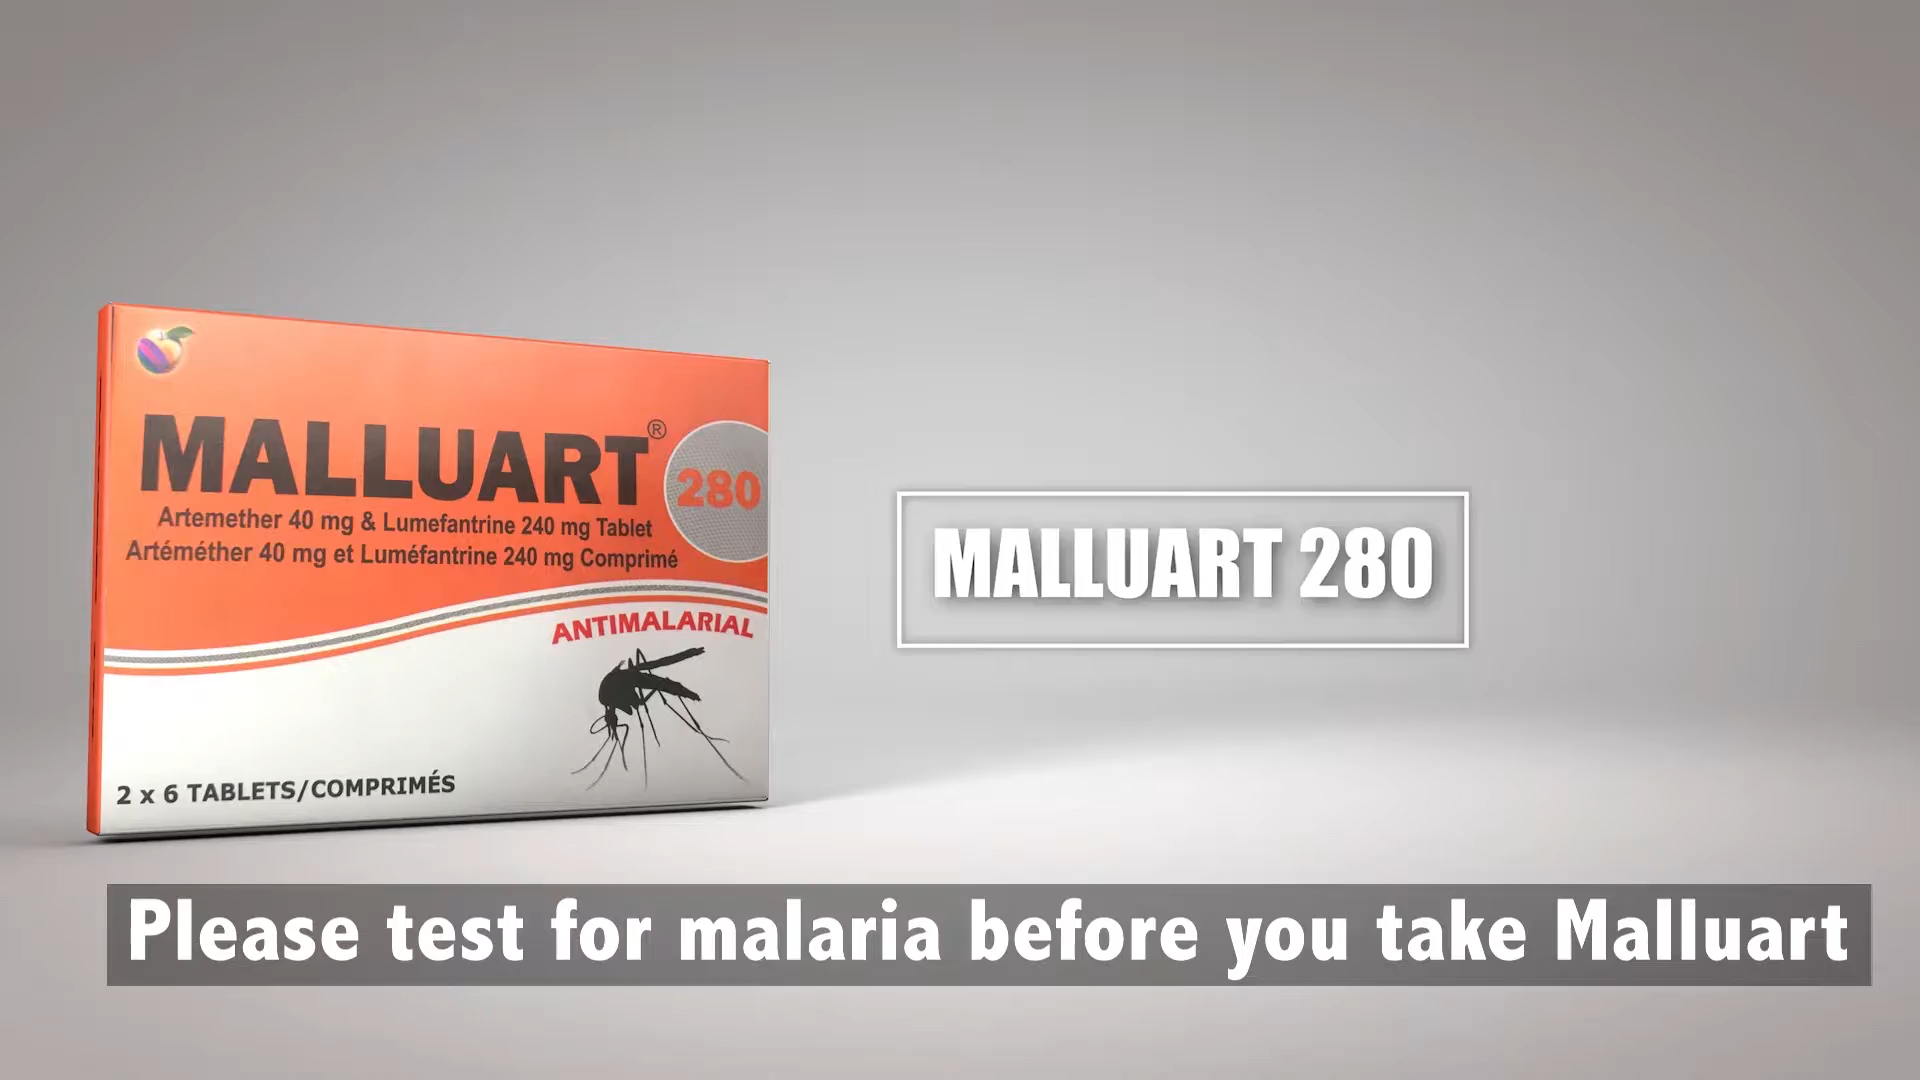 MALLUART®
280
Artemether 40 mg & Lumefantrine 240 mg Tablet
Artéméther 40 mg et Luméfantrine 240 mg Comprimé
ANTIMALARIAL
2 x 6 TABLETS/COMPRIMÉS
MALLUART 280
Please test for malaria before you take Malluart